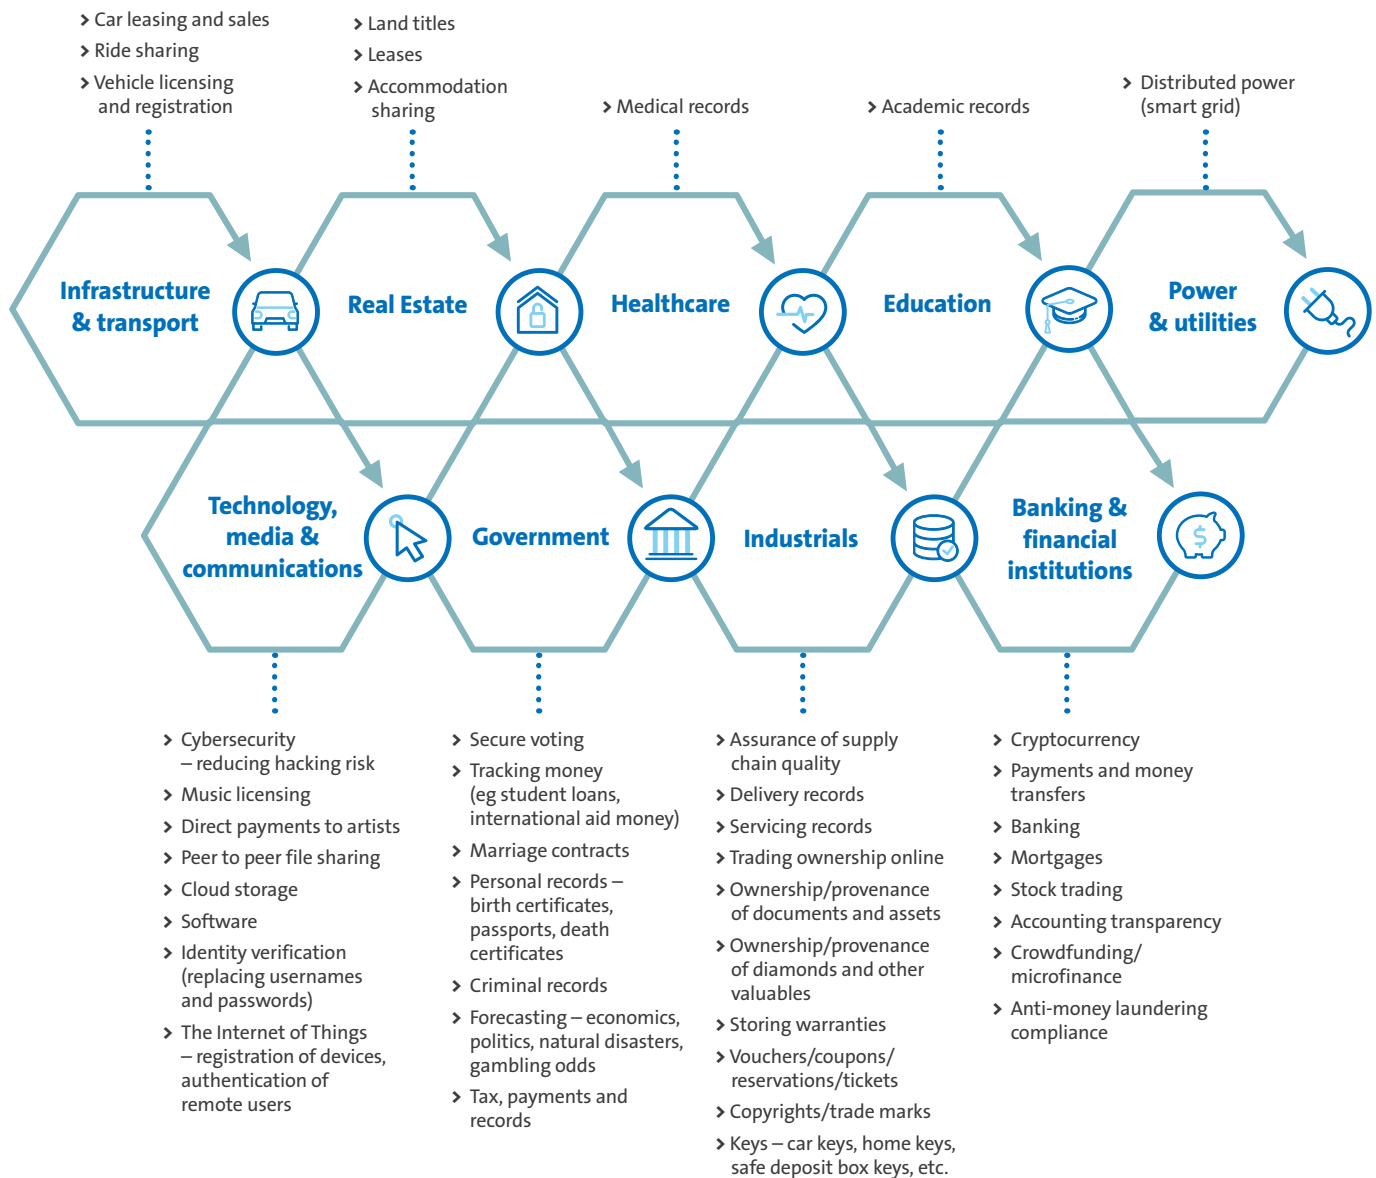 > Car leasing and sales
> Ride sharing
> Vehicle licensing
and registration
> Land titles
> Leases
> Accommodation
sharing
> Medical records
> Academic records
> Distributed power
(smart grid)
Infrastructure
& transport
Real Estate
Healthcare
Education
Power
& utilities
Technology,
media &
communications
Government
Industrials
Banking &
financial
institutions
$
> Cybersecurity
– reducing hacking risk
> Music licensing
> Direct payments to artists
> Peer to peer file sharing
> Cloud storage
> Software
> Identity verification
(replacing usernames
and passwords)
> The Internet of Things
– registration of devices,
authentication of
remote users
> Secure voting
> Tracking money
(eg student loans,
international aid money)
> Marriage contracts
> Personal records –
birth certificates,
passports, death
certificates
> Criminal records
> Forecasting – economics,
politics, natural disasters,
gambling odds
> Tax, payments and
records
> Assurance of supply
chain quality
> Delivery records
> Servicing records
> Trading ownership online
> Ownership/provenance
of documents and assets
> Ownership/provenance
of diamonds and other
valuables
> Storing warranties
> Vouchers/coupons/
reservations/tickets
> Copyrights/trade marks
> Keys – car keys, home keys,
safe deposit box keys, etc.
> Cryptocurrency
> Payments and money
transfers
> Banking
> Mortgages
> Stock trading
> Accounting transparency
> Crowdfunding/
microfinance
> Anti-money laundering
compliance